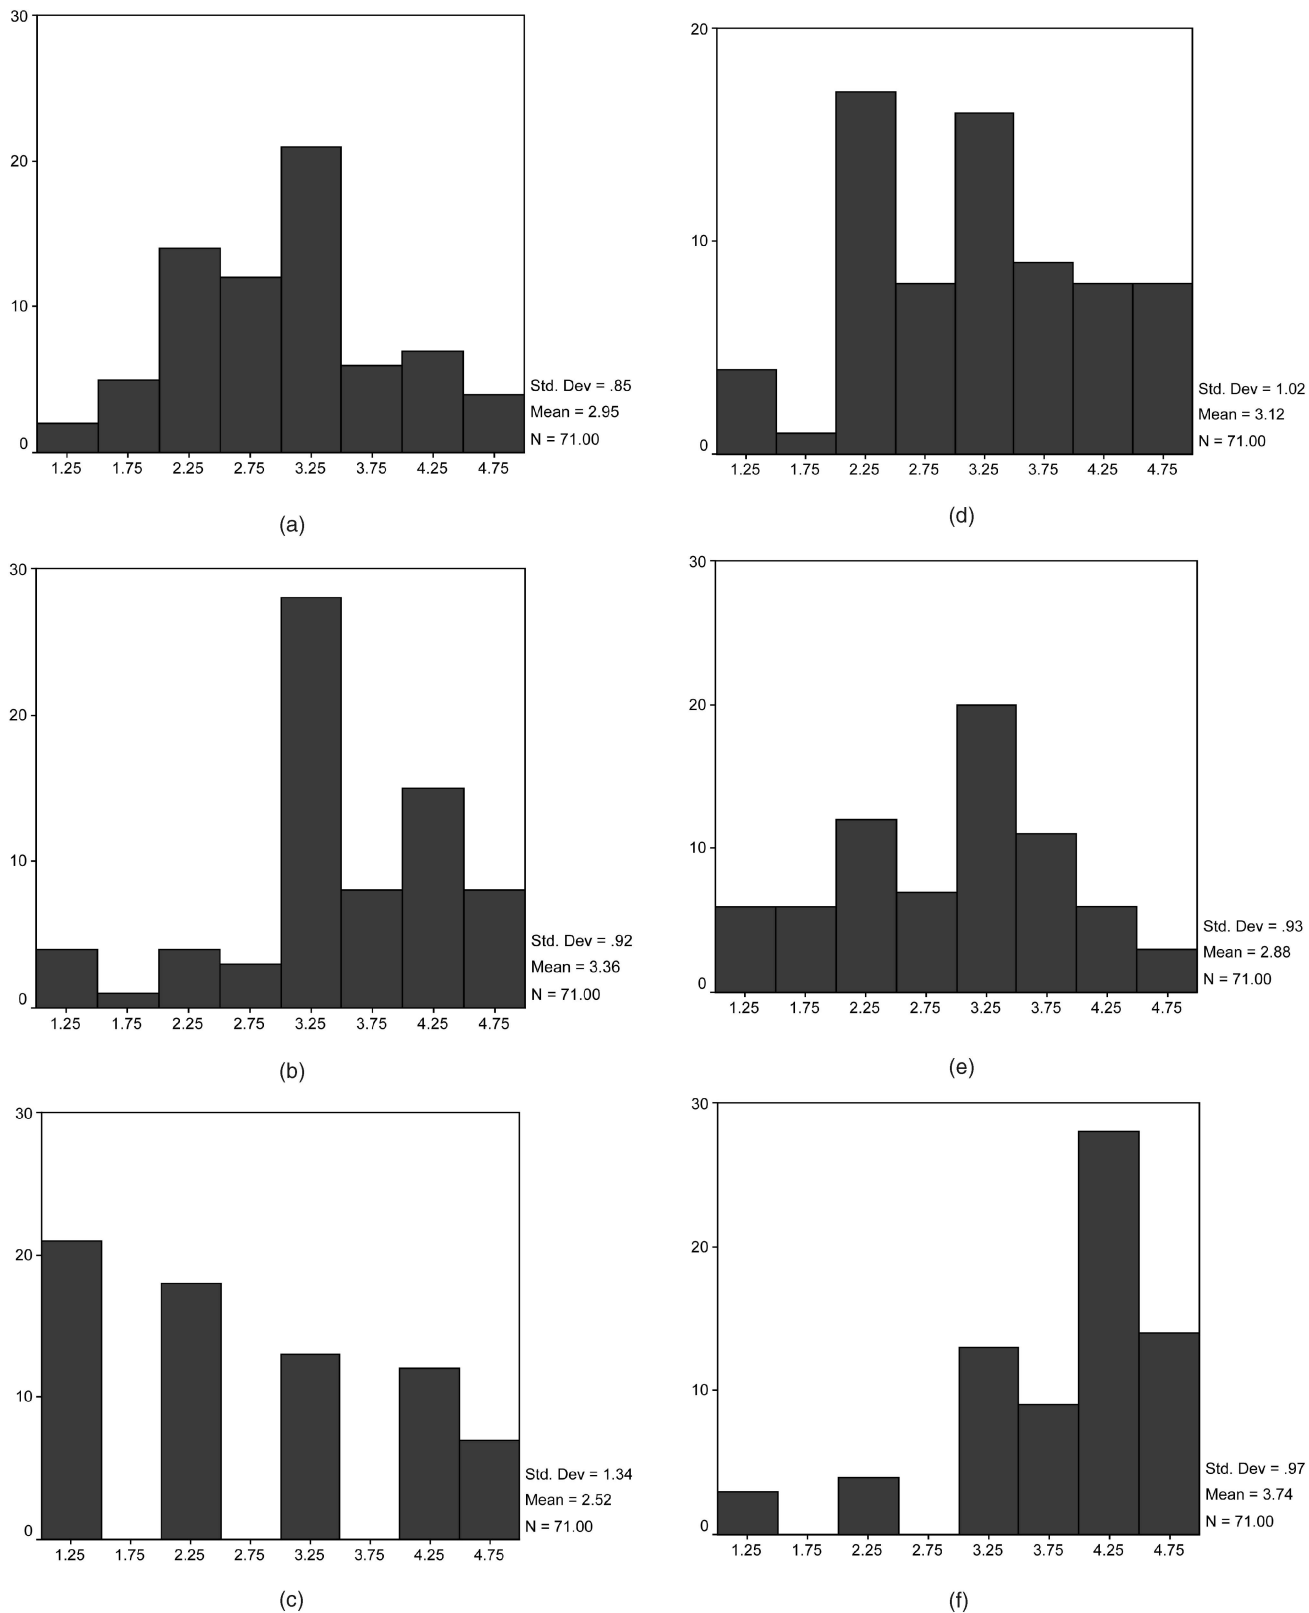 30
20
10
0
1.25 1.75 2.25 2.75 3.25 3.75 4.25 4.75
Std. Dev = .85
Mean = 2.95
N = 71.00
(a)
30
20
10
0
1.25 1.75 2.25 2.75 3.25 3.75 4.25 4.75
Std. Dev = .92
Mean = 3.36
N = 71.00
(b)
30
20
10
0
1.25 1.75 2.25 2.75 3.25 3.75 4.25 4.75
Std. Dev = 1.34
Mean = 2.52
N = 71.00
(c)
20
10
0
1.25 1.75 2.25 2.75 3.25 3.75 4.25 4.75
Std. Dev = 1.02
Mean = 3.12
N = 71.00
(d)
30
20
10
0
1.25 1.75 2.25 2.75 3.25 3.75 4.25 4.75
Std. Dev = .93
Mean = 2.88
N = 71.00
(e)
30
20
10
0
1.25 1.75 2.25 2.75 3.25 3.75 4.25 4.75
Std. Dev = .97
Mean = 3.74
N = 71.00
(f)